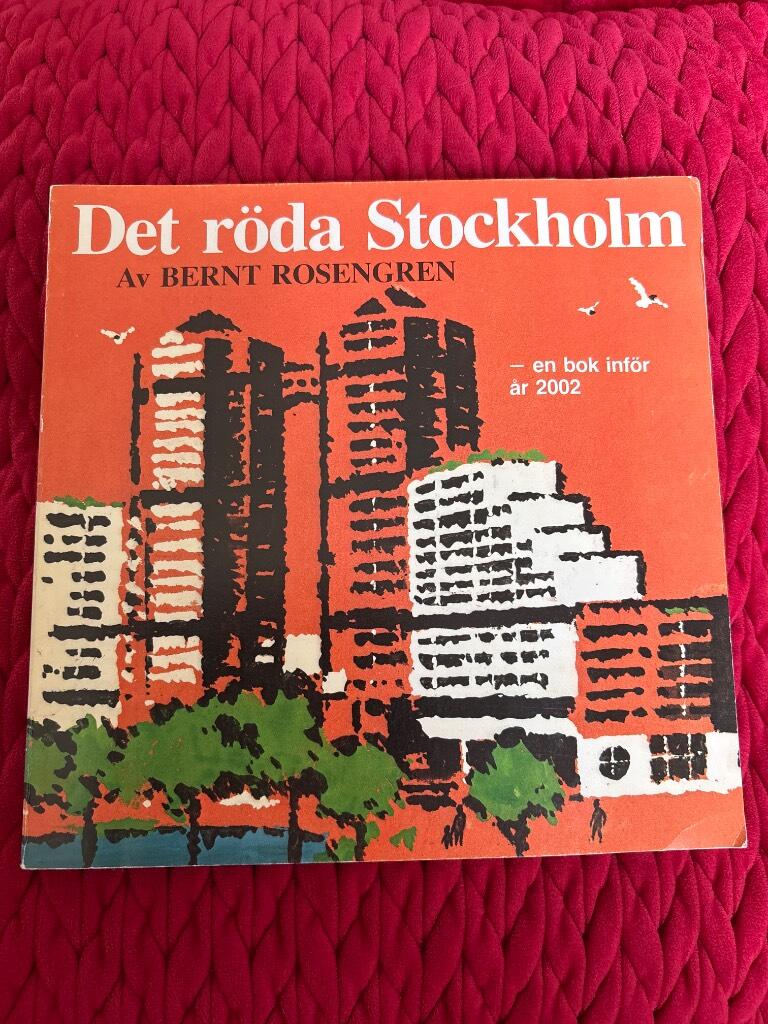 Det röda Stockholm
Av BERNT ROSENGREN
– en bok inför
år 2002